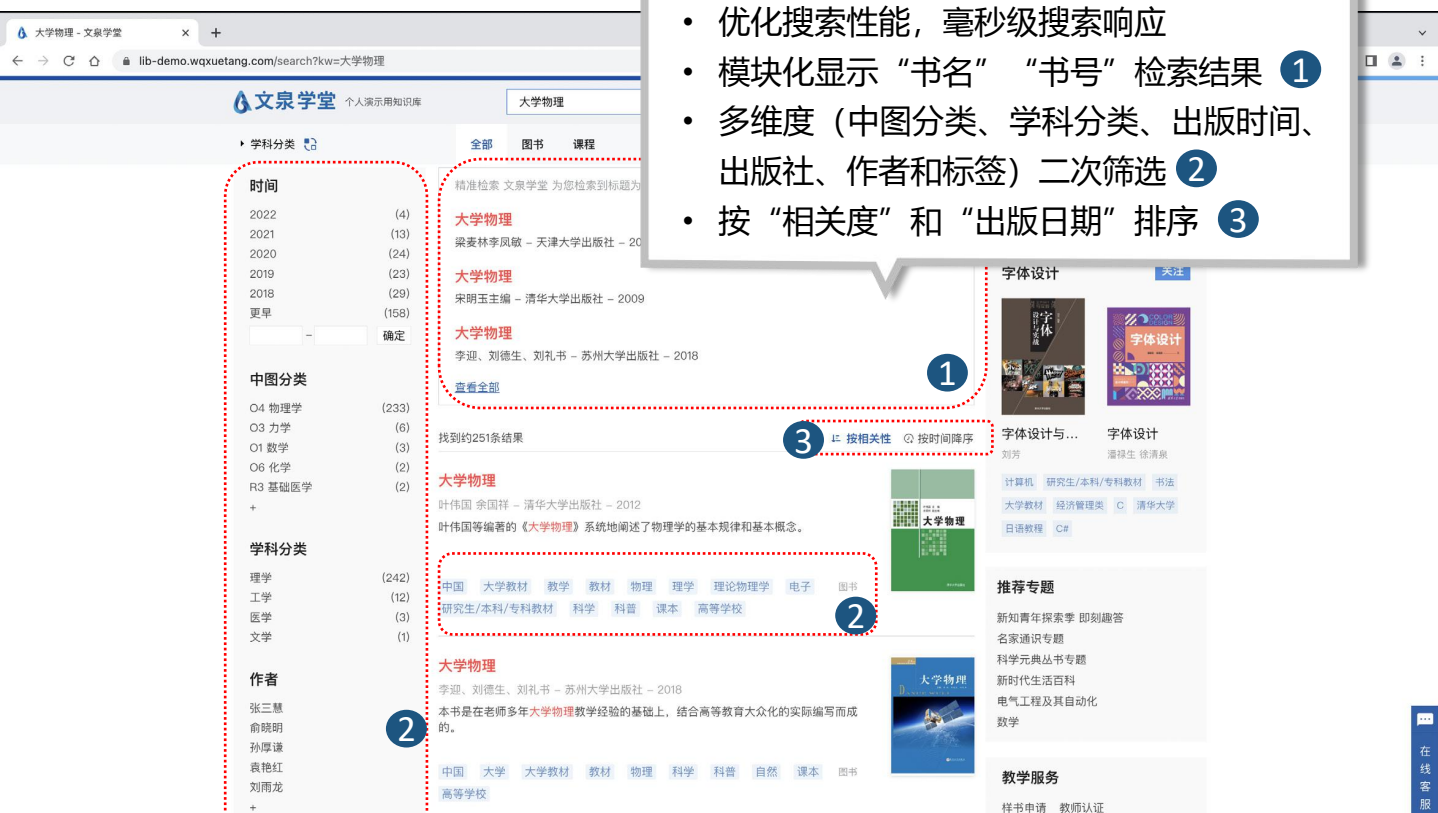 大学物理 - 文泉学堂
lib-demo.wqxuetang.com/search?kw=大学物理
• 优化搜索性能，毫秒级搜索响应
• 模块化显示“书名”“书号”检索结果 1
• 多维度（中图分类、学科分类、出版时间、
出版社、作者和标签）二次筛选 2
• 按“相关度”和“出版日期”排序 3
文泉学堂 个人演示用知识库
大学物理
学科分类
全部 图书 课程
时间
2022 (4)
2021 (13)
2020 (24)
2019 (23)
2018 (29)
更早 (158)
– 确定
中图分类
O4 物理学 (233)
O3 力学 (6)
O1 数学 (3)
O6 化学 (2)
R3 基础医学 (2)
+
学科分类
理学 (242)
工学 (12)
医学 (3)
文学 (1)
作者
张三慧
俞晓明
孙厚谦
袁艳红
刘雨龙
+
2
精准检索 文泉学堂 为您检索到标题为
大学物理
梁麦林李凤敏 – 天津大学出版社 – 20
大学物理
宋明玉主编 – 清华大学出版社 – 2009
大学物理
李迎、刘德生、刘礼书 – 苏州大学出版社 – 2018
查看全部
1
找到约251条结果
3 按相关性 按时间降序
大学物理
叶伟国 余国祥 – 清华大学出版社 – 2012
叶伟国等编著的《大学物理》系统地阐述了物理学的基本规律和基本概念。
中国 大学教材 教学 教材 物理 理学 理论物理学 电子 图书
研究生/本科/专科教材 科学 科普 课本 高等学校
2
大学物理
大学物理
李迎、刘德生、刘礼书 – 苏州大学出版社 – 2018
本书是在老师多年大学物理教学经验的基础上，结合高等教育大众化的实际编写而成
的。
中国 大学 大学教材 教材 物理 科学 科普 自然 课本 图书
高等学校
大学物理
字体设计
关注
字体
设计与实战
COLOR
DESIGN
字体设计
字体设计与... 字体设计
刘芳 潘禄生 徐清泉
计算机 研究生/本科/专科教材 书法
大学教材 经济管理类 C 清华大学
日语教程 C#
推荐专题
新知青年探索季 即刻趣答
名家通识专题
科学元典丛书专题
新时代生活百科
电气工程及其自动化
数学
教学服务
样书申请 教师认证
在
线
客
服